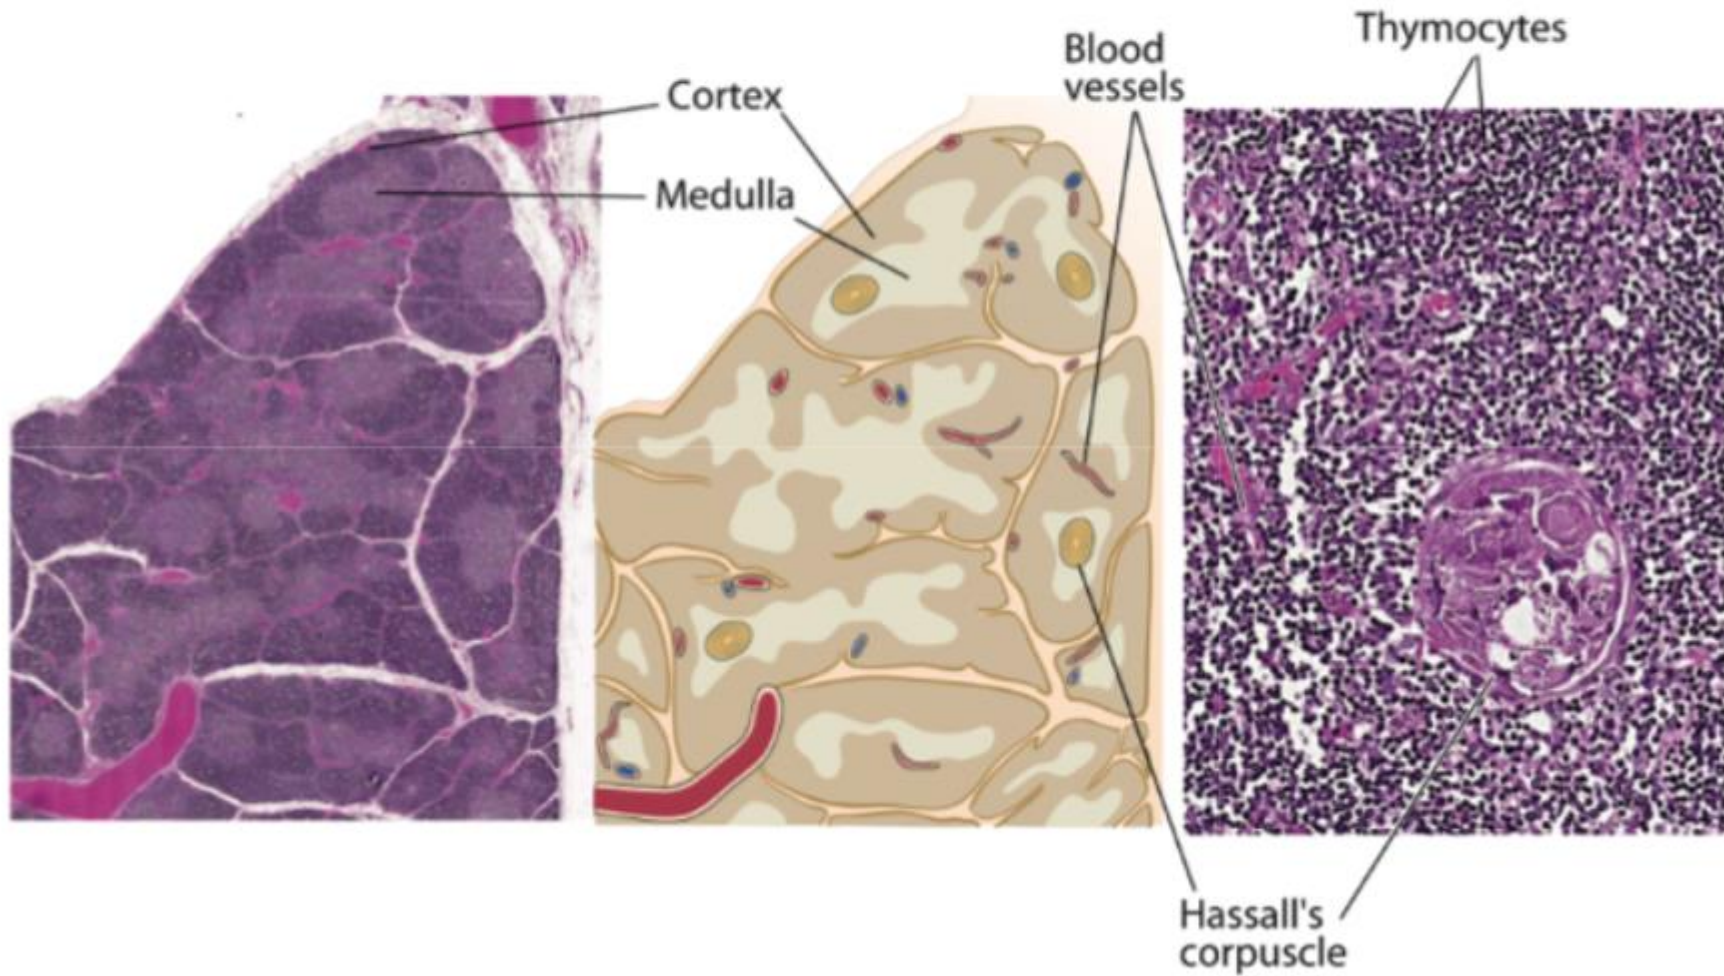 Thymocytes
Blood
vessels
Cortex
Medulla
Hassall's
corpuscle